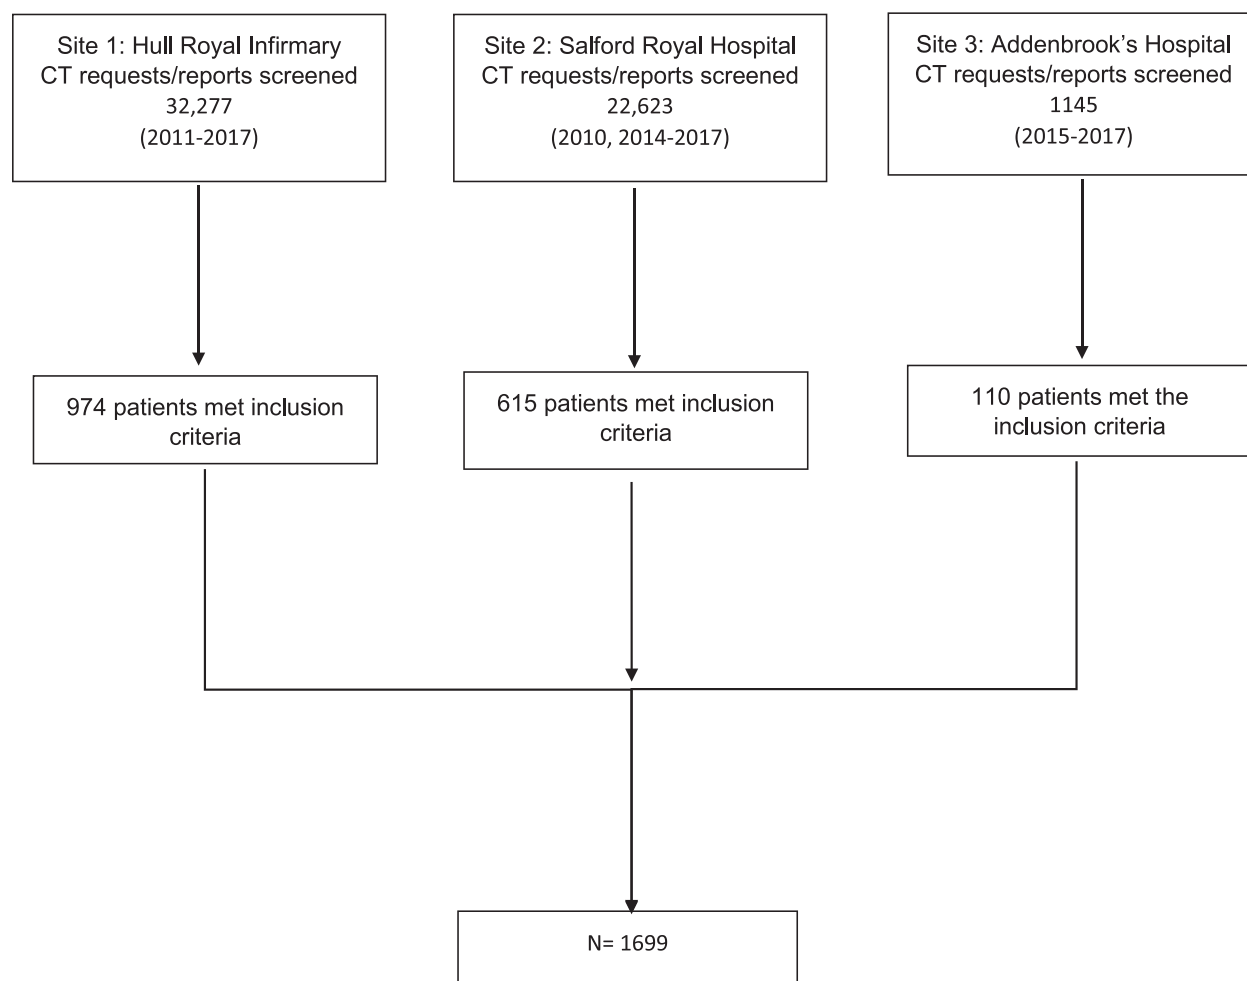 Site 1: Hull Royal Infirmary
CT requests/reports screened
32,277
(2011-2017)
Site 2: Salford Royal Hospital
CT requests/reports screened
22,623
(2010, 2014-2017)
Site 3: Addenbrook’s Hospital
CT requests/reports screened
1145
(2015-2017)
974 patients met inclusion
criteria
615 patients met inclusion
criteria
110 patients met the
inclusion criteria
N= 1699